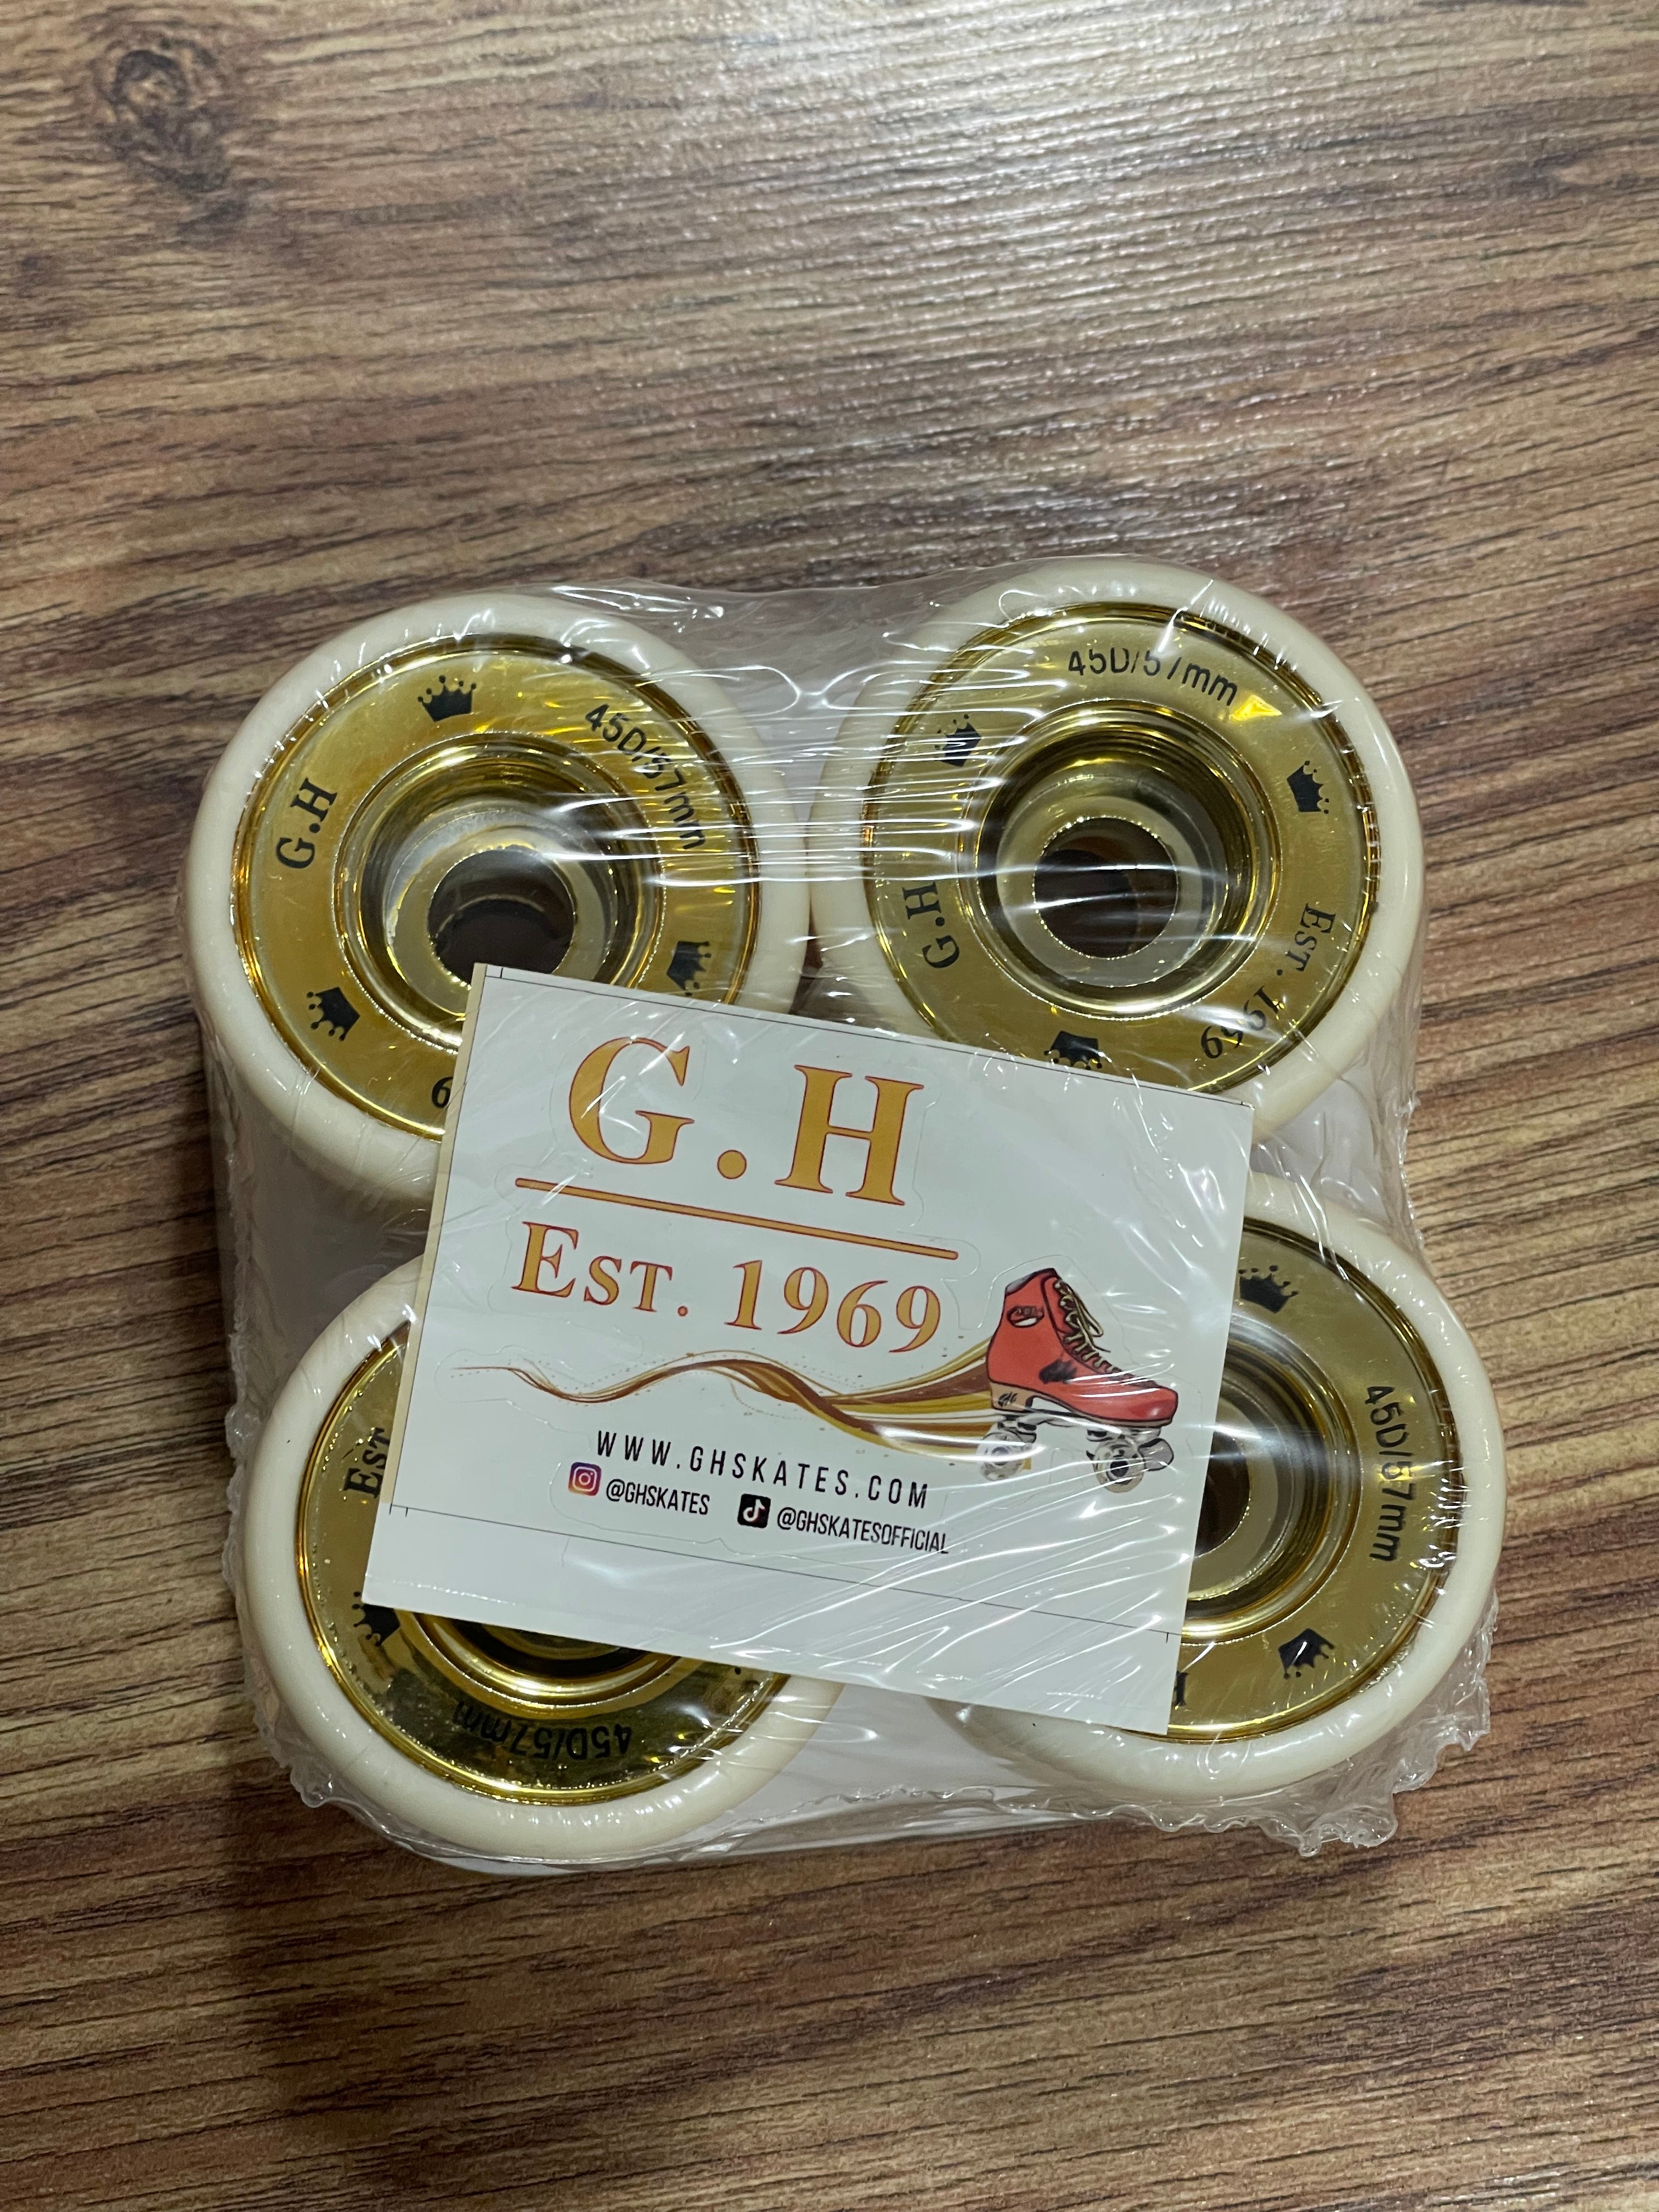 G.H
45D/57mm
45D/57mm
G.H
EST. 1969
G.H
EST. 1969
WWW.GHSKATES.COM
@GHSKATES @GHSKATESOFFICIAL
EST
45D/57mm
45D/57mm